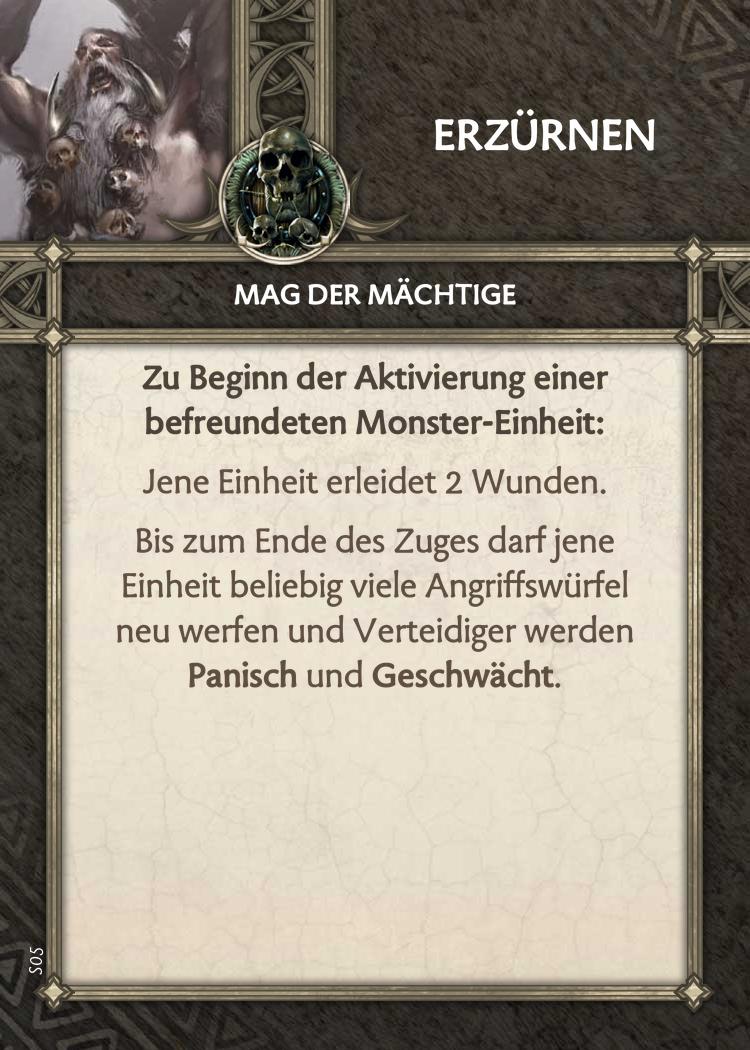 ERZÜRNEN
MAG DER MÄCHTIGE
Zu Beginn der Aktivierung einer
befreundeten Monster-Einheit:
Jene Einheit erleidet 2 Wunden.
Bis zum Ende des Zuges darf jene
Einheit beliebig viele Angriffswürfel
neu werfen und Verteidiger werden
Panisch und Geschwächt.
S05